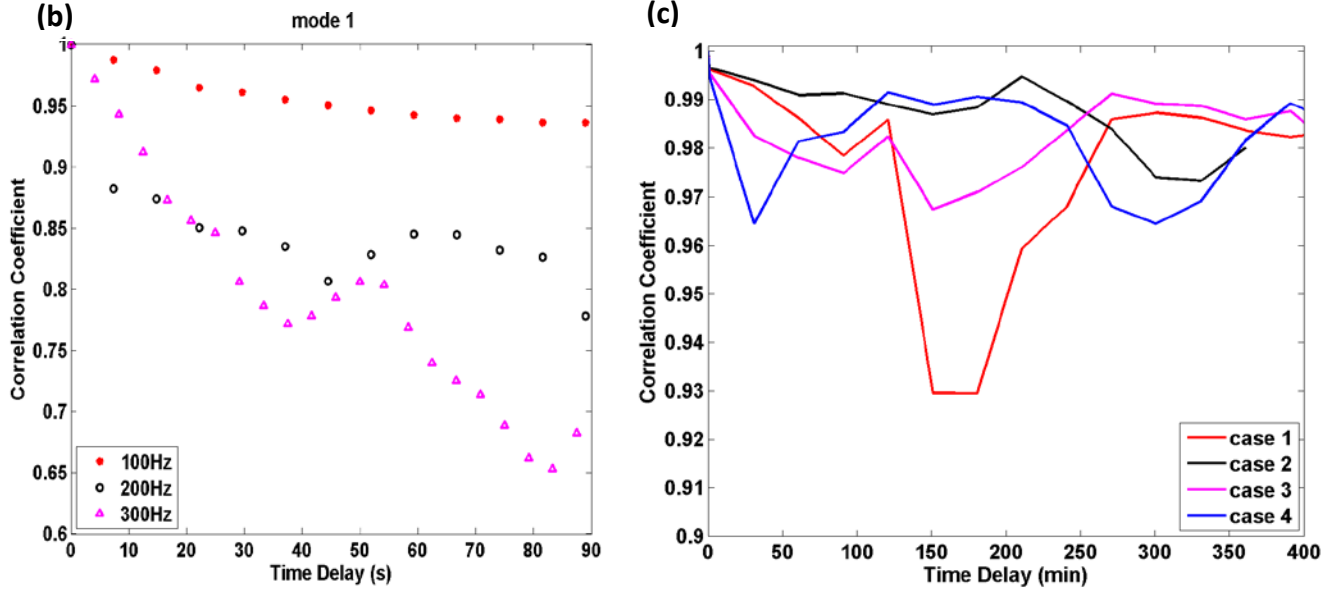 (b)
mode 1
1
0.95
0.9
0.85
0.8
0.75
0.7
0.65
0.6
Correlation Coefficient
100Hz
200Hz
300Hz
0 10 20 30 40 50 60 70 80 90
Time Delay (s)
(c)
1
0.99
0.98
0.97
0.96
0.95
0.94
0.93
0.92
0.91
0.9
Correlation Coefficient
case 1
case 2
case 3
case 4
0 50 100 150 200 250 300 350 400
Time Delay (min)